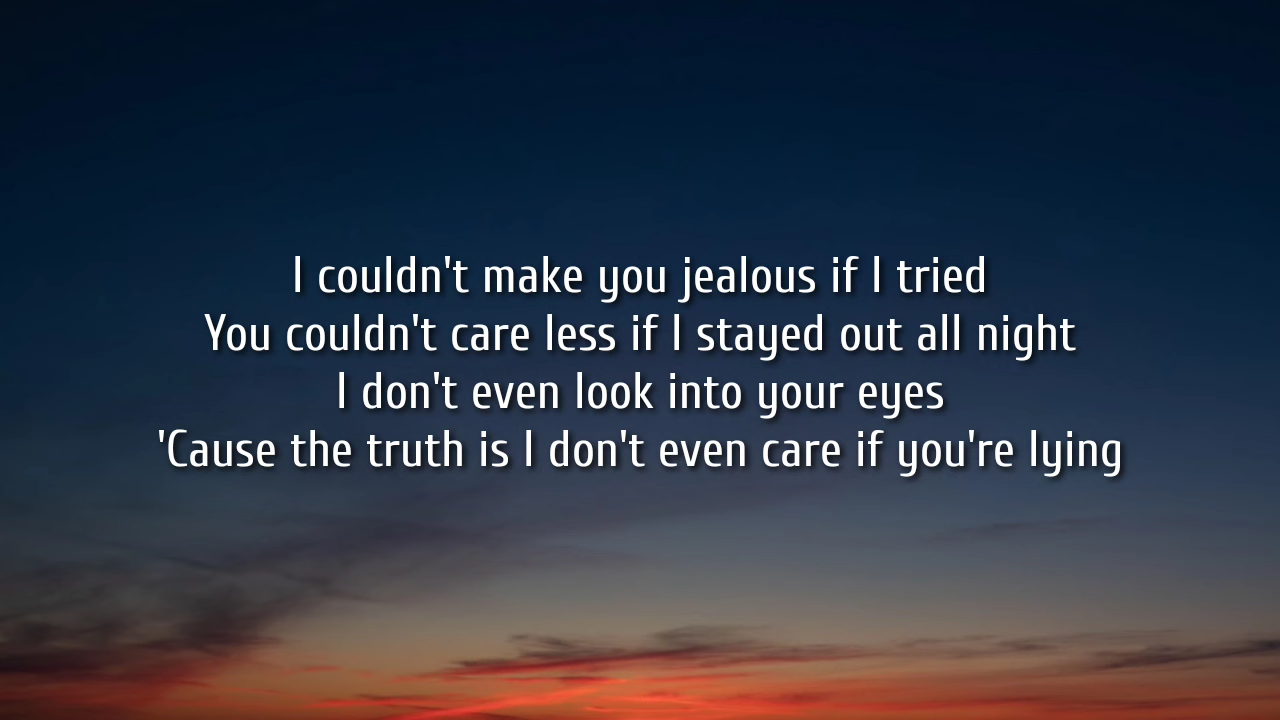 I couldn't make you jealous if I tried
You couldn't care less if I stayed out all night
I don't even look into your eyes
'Cause the truth is I don't even care if you're lying